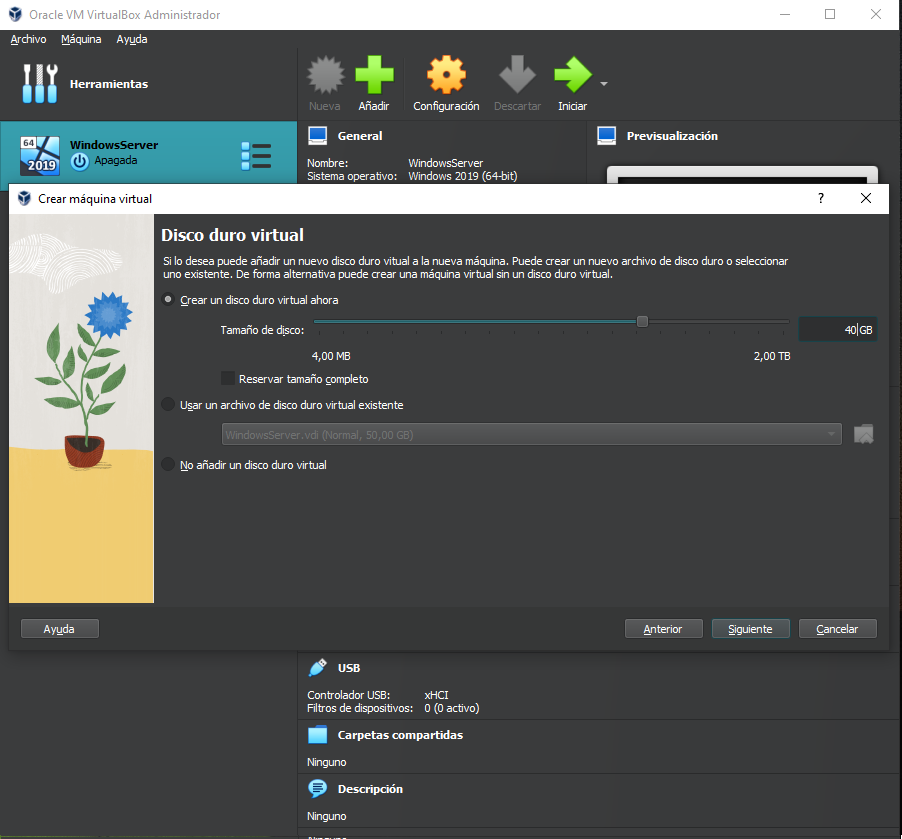 Oracle VM VirtualBox Administrador
Archivo Máquina Ayuda
Herramientas
Nueva Añadir Configuración Descartar Iniciar
64
2019
WindowsServer
Apagada
General
Nombre: WindowsServer
Sistema operativo: Windows 2019 (64-bit)
Previsualización
Crear máquina virtual
?
Disco duro virtual
Si lo desea puede añadir un nuevo disco duro vitual a la nueva máquina. Puede crear un nuevo archivo de disco duro o seleccionar
uno existente. De forma alternativa puede crear una máquina virtual sin un disco duro virtual.
Crear un disco duro virtual ahora
Tamaño de disco: 40 GB
4,00 MB 2,00 TB
Reservar tamaño completo
Usar un archivo de disco duro virtual existente
WindowsServer.vdi (Normal, 50,00 GB)
No añadir un disco duro virtual
Ayuda Anterior Siguiente Cancelar
USB
Controlador USB: xHCI
Filtros de dispositivos: 0 (0 activo)
Carpetas compartidas
Ninguno
Descripción
Ninguno